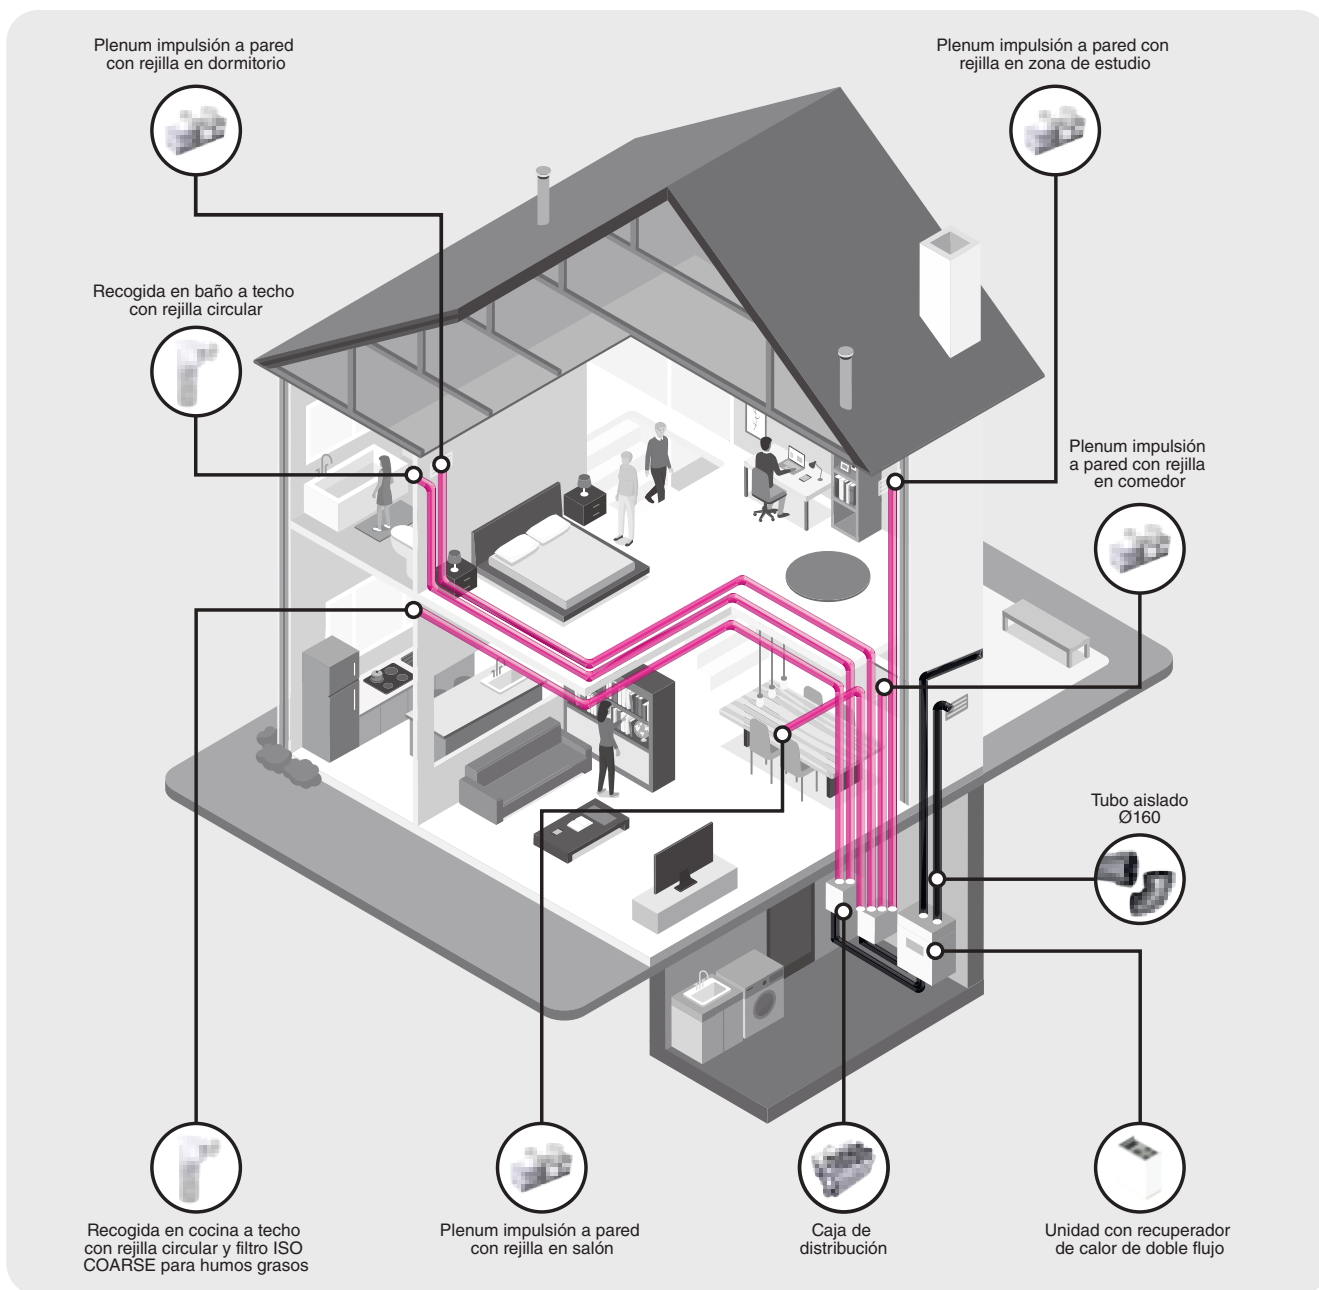 Plenum impulsión a pared
con rejilla en dormitorio
Plenum impulsión a pared con
rejilla en zona de estudio
Recogida en baño a techo
con rejilla circular
Plenum impulsión
a pared con rejilla
en comedor
Tubo aislado
Ø160
Recogida en cocina a techo
con rejilla circular y filtro ISO
COARSE para humos grasos
Plenum impulsión a pared
con rejilla en salón
Caja de
distribución
Unidad con recuperador
de calor de doble flujo